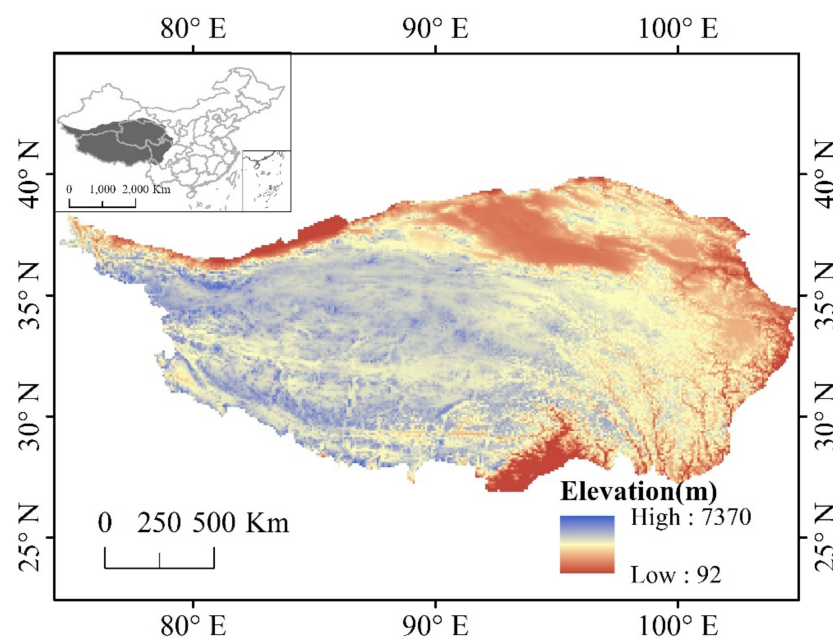 80° E 90° E 100° E
0 1,000 2,000 Km
40° N
35° N
30° N
25° N
40° N
35° N
30° N
25° N
Elevation(m)
High : 7370
Low : 92
0 250 500 Km
80° E 90° E 100° E